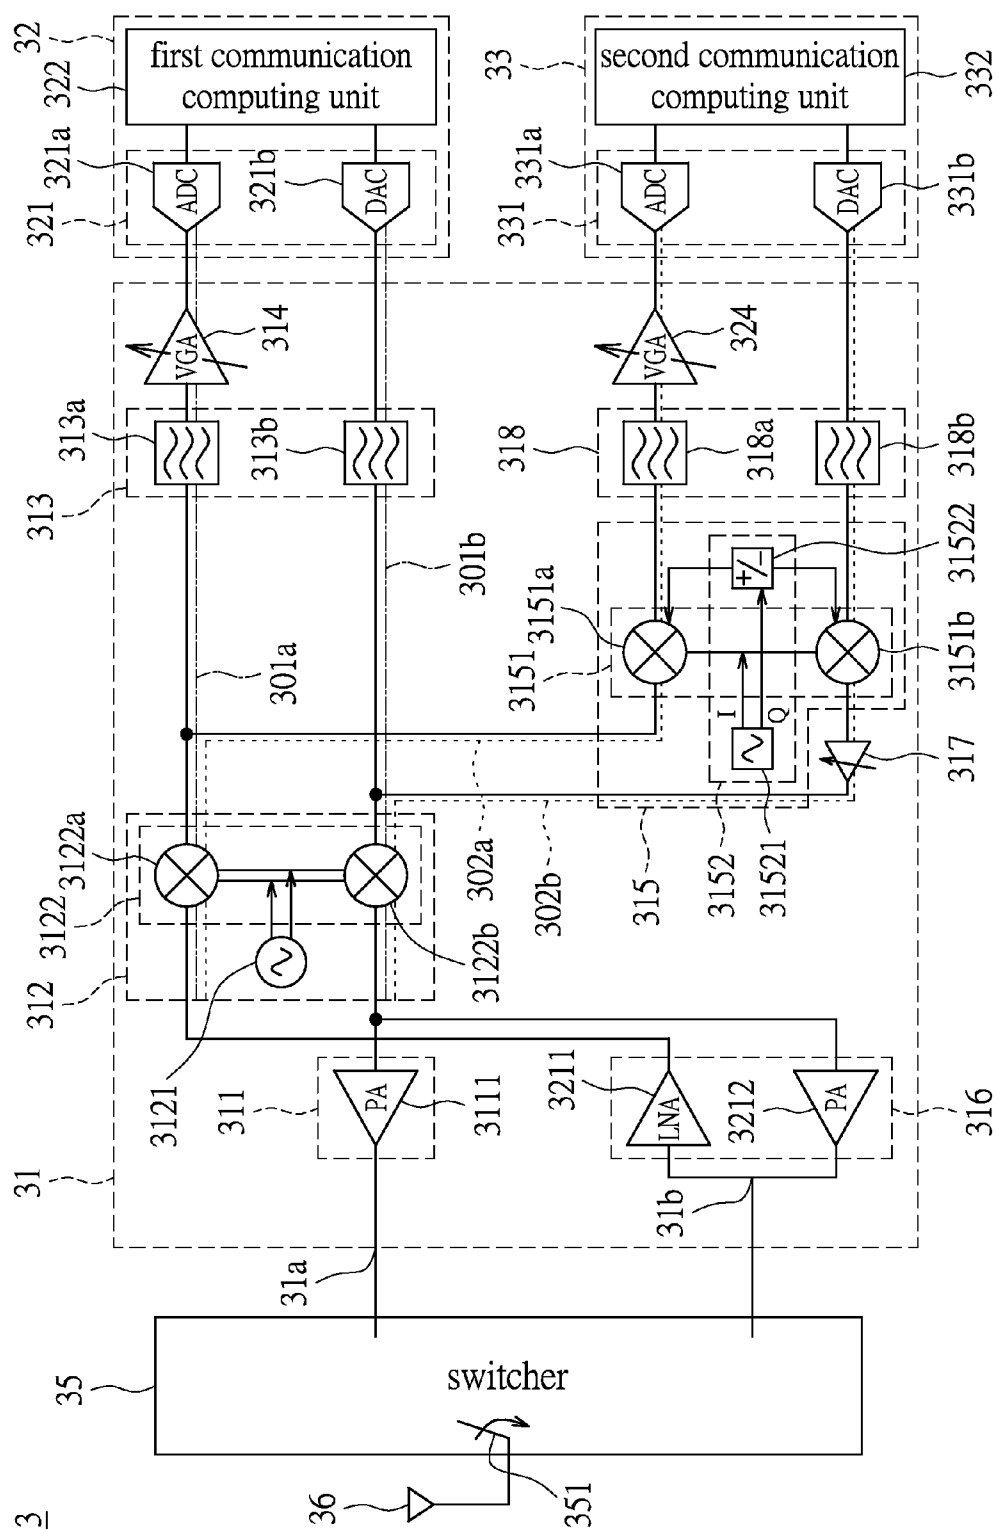 3
36
351
35
switcher
31a
31b
31
311
PA
3111
LNA
3211
3212
PA
316
312
3122
3122a
3121
3122b
302a
302b
315
3152
31521
317
I
Q
3151
3151a
3151b
31522
+/-
301a
301b
313
313a
313b
318
318a
318b
VGA
314
VGA
324
321
321a
ADC
321b
DAC
331
331a
ADC
DAC
331b
32
322
first communication
computing unit
33
second communication
computing unit
332